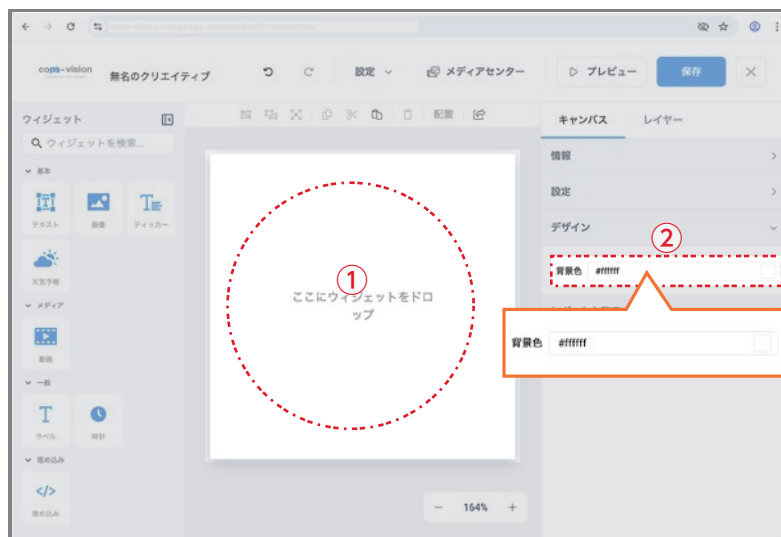 coms-vision
無名のクリエイティブ
設定
メディアセンター
プレビュー
保存
ウィジェット
配置
キャンバス
レイヤー
ウィジェットを検索...
情報
基本
設定
テキスト
画像
ティッカー
デザイン
②
天気予報
背景色 #ffffff
①
ここにウィジェットをドロ
ップ
メディア
背景色 #ffffff
動画
一般
ラベル
時計
埋め込み
164%
埋め込み